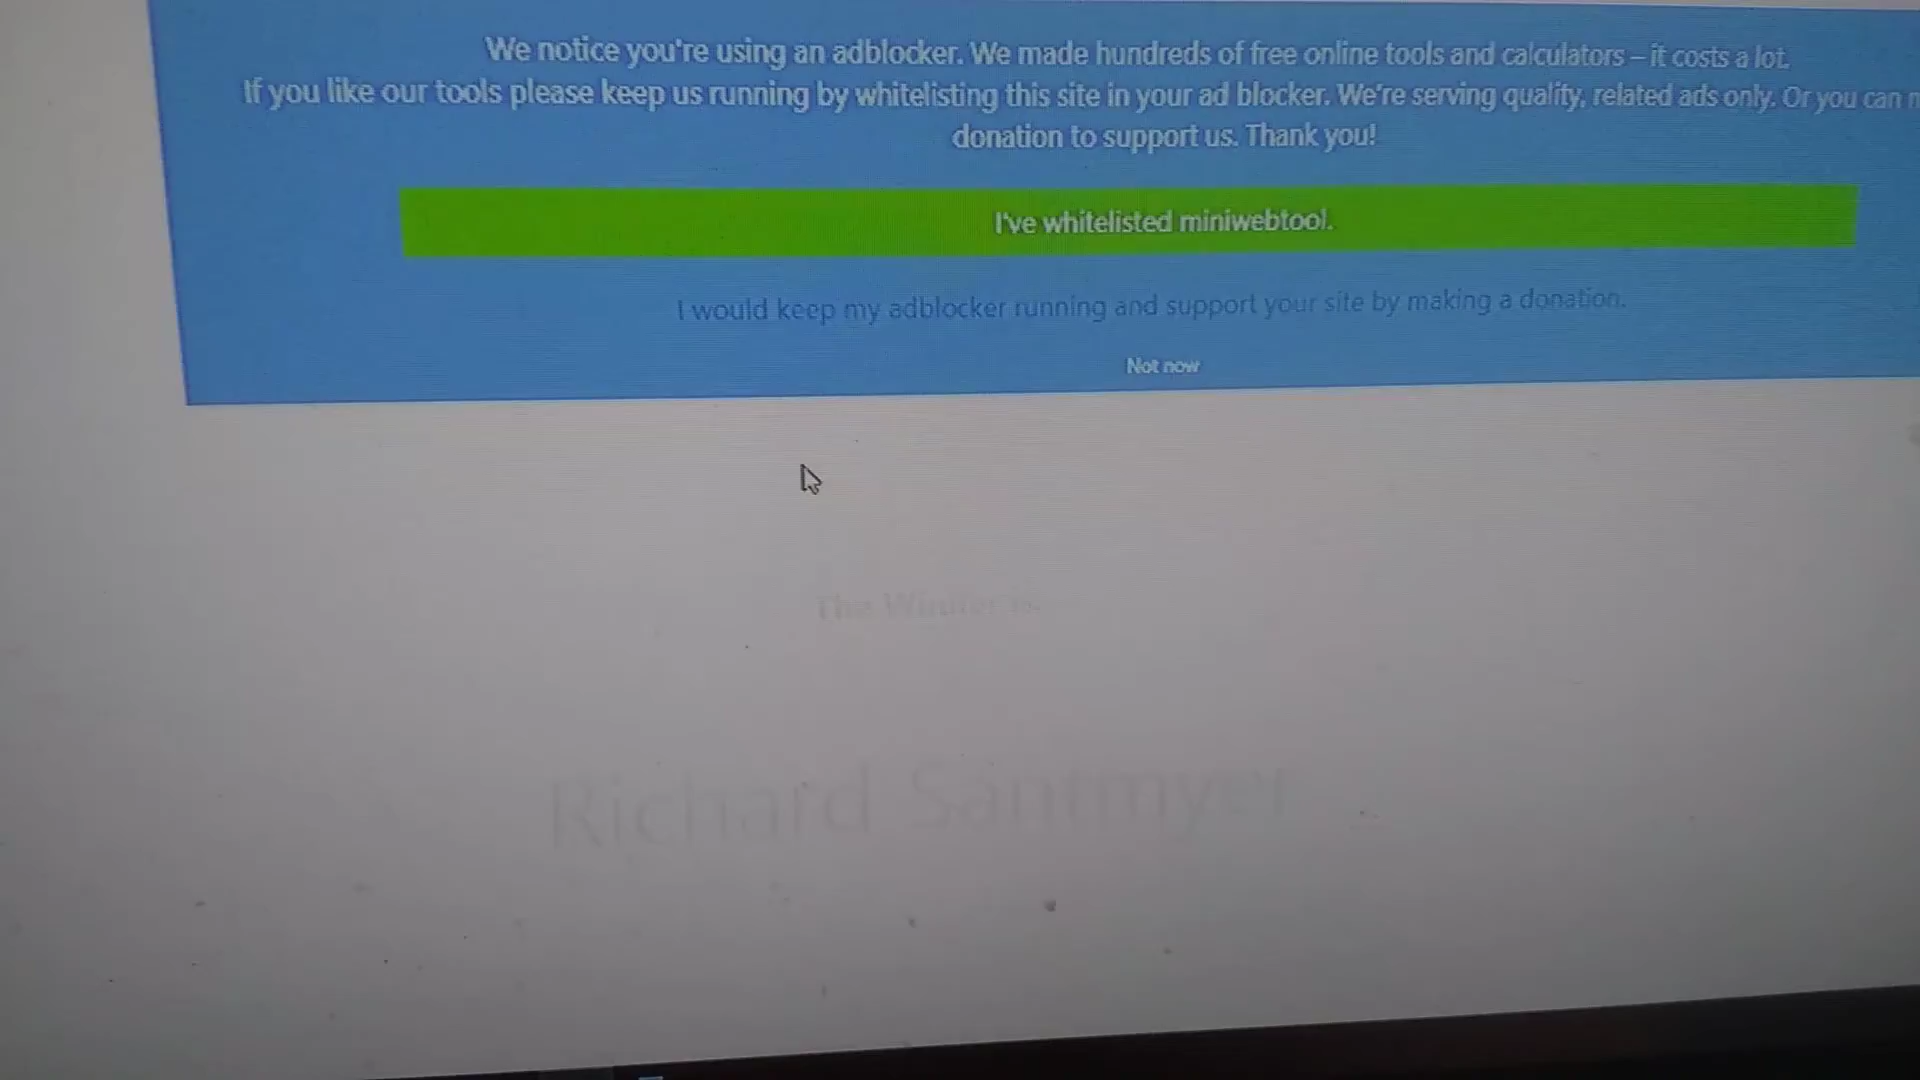 We notice you're using an adblocker. We made hundreds of free online tools and calculators – it costs a lot.
If you like our tools please keep us running by whitelisting this site in your ad blocker. We're serving quality, related ads only. Or you can
donation to support us. Thank you!
I've whitelisted miniwebtool.
I would keep my adblocker running and support your site by making a donation.
Not now
The Winner is
Richard Santmyer